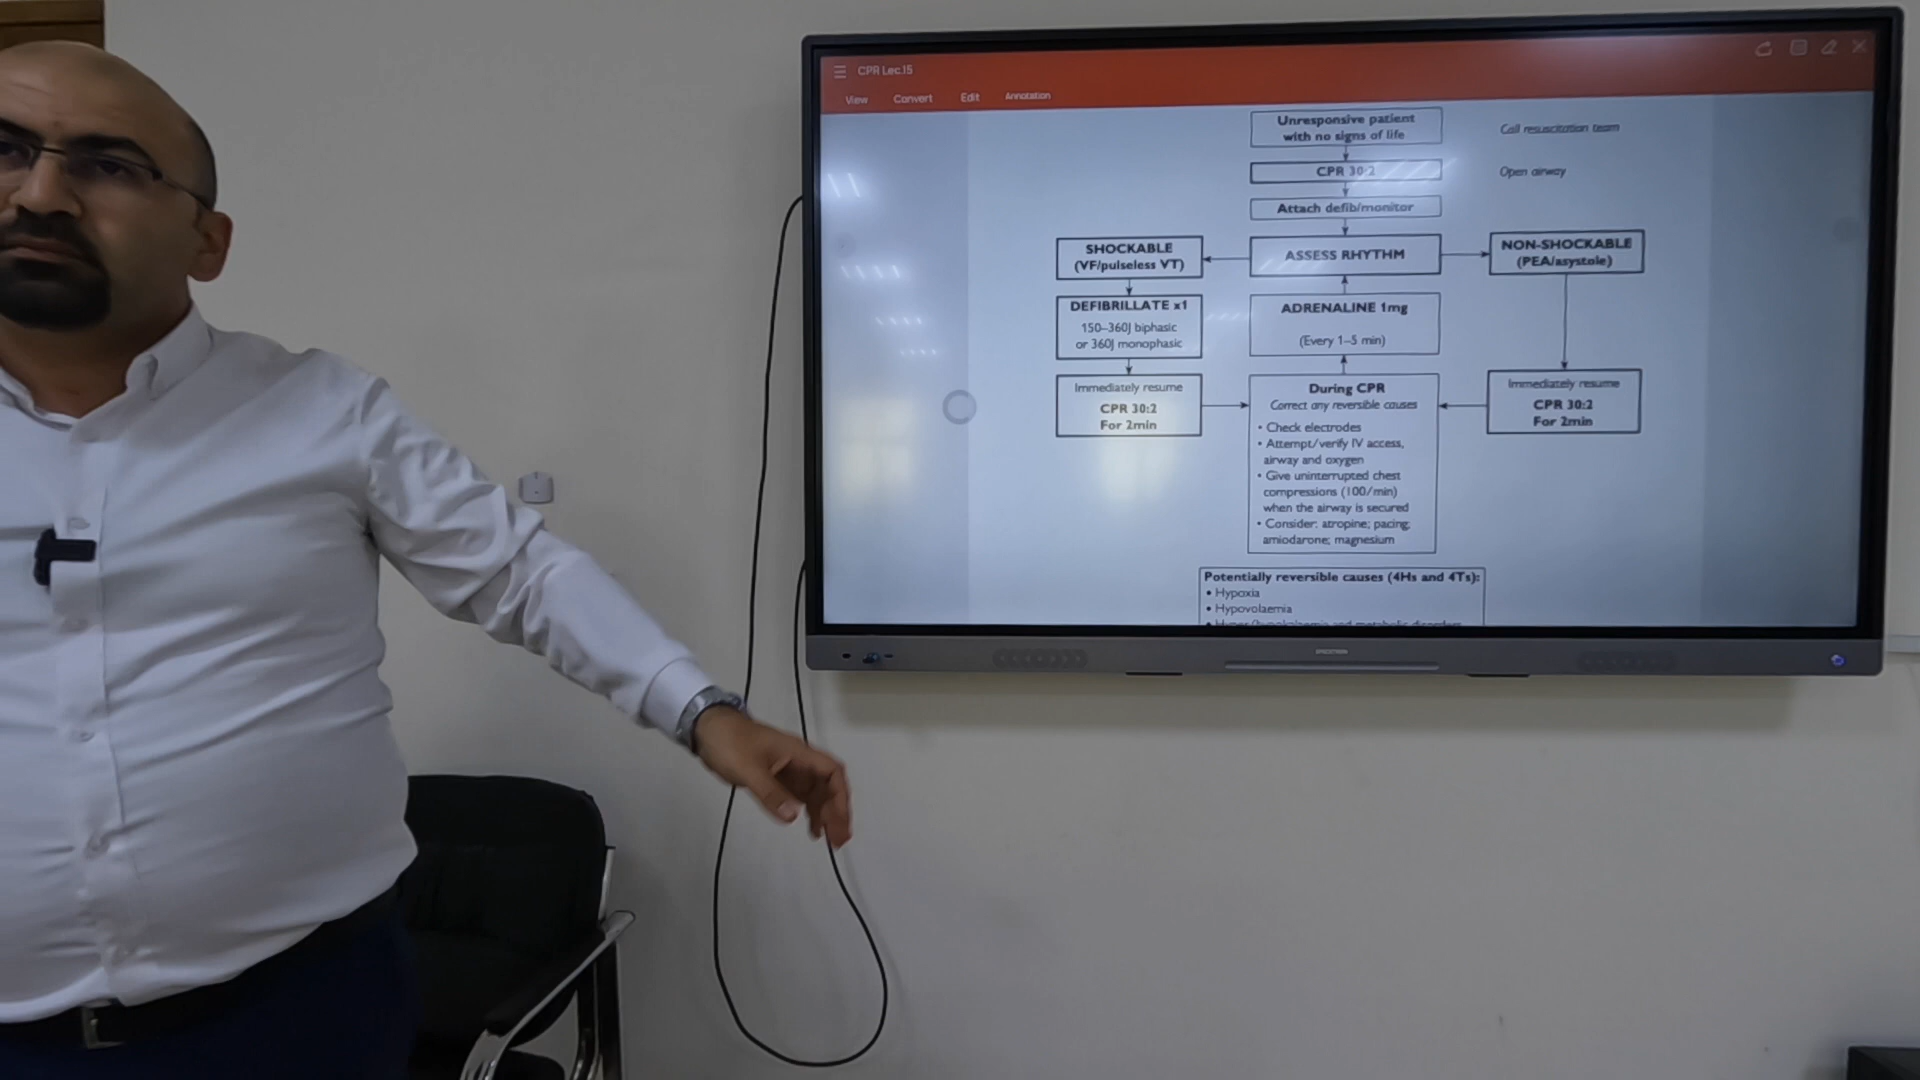 CPR Lec.15
View Convert Edit Annotation
Unresponsive patient
with no signs of life
Call resuscitation team
CPR 30:2
Open airway
Attach defib/monitor
SHOCKABLE
(VF/pulseless VT)
ASSESS RHYTHM
NON-SHOCKABLE
(PEA/asystole)
DEFIBRILLATE x1
150–360J biphasic
or 360J monophasic
ADRENALINE 1mg
(Every 1–5 min)
Immediately resume
CPR 30:2
For 2min
During CPR
Correct any reversible causes
• Check electrodes
• Attempt/verify IV access,
airway and oxygen
• Give uninterrupted chest
compressions (100/min)
when the airway is secured
• Consider: atropine; pacing;
amiodarone; magnesium
Immediately resume
CPR 30:2
For 2min
Potentially reversible causes (4Hs and 4Ts):
• Hypoxia
• Hypovolaemia
• Hyper/hypokalaemia and metabolic disorders